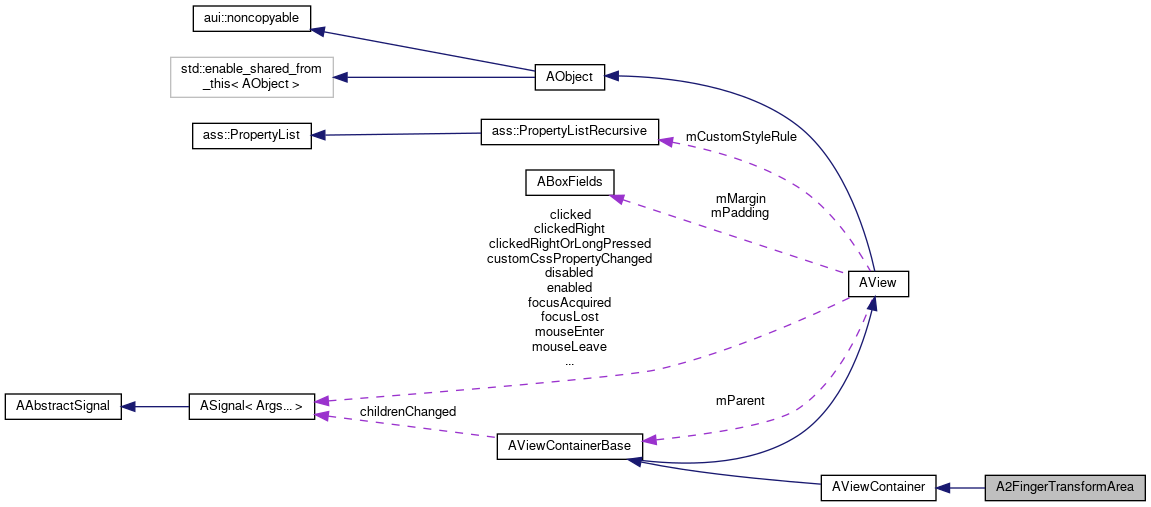 aui::noncopyable
std::enable_shared_from
_this< AObject >
AObject
ass::PropertyList
ass::PropertyListRecursive
mCustomStyleRule
ABoxFields
mMargin
mPadding
clicked
clickedRight
clickedRightOrLongPressed
customCssPropertyChanged
disabled
enabled
focusAcquired
focusLost
mouseEnter
mouseLeave
...
AView
AAbstractSignal
ASignal< Args... >
childrenChanged
mParent
AViewContainerBase
AViewContainer
A2FingerTransformArea